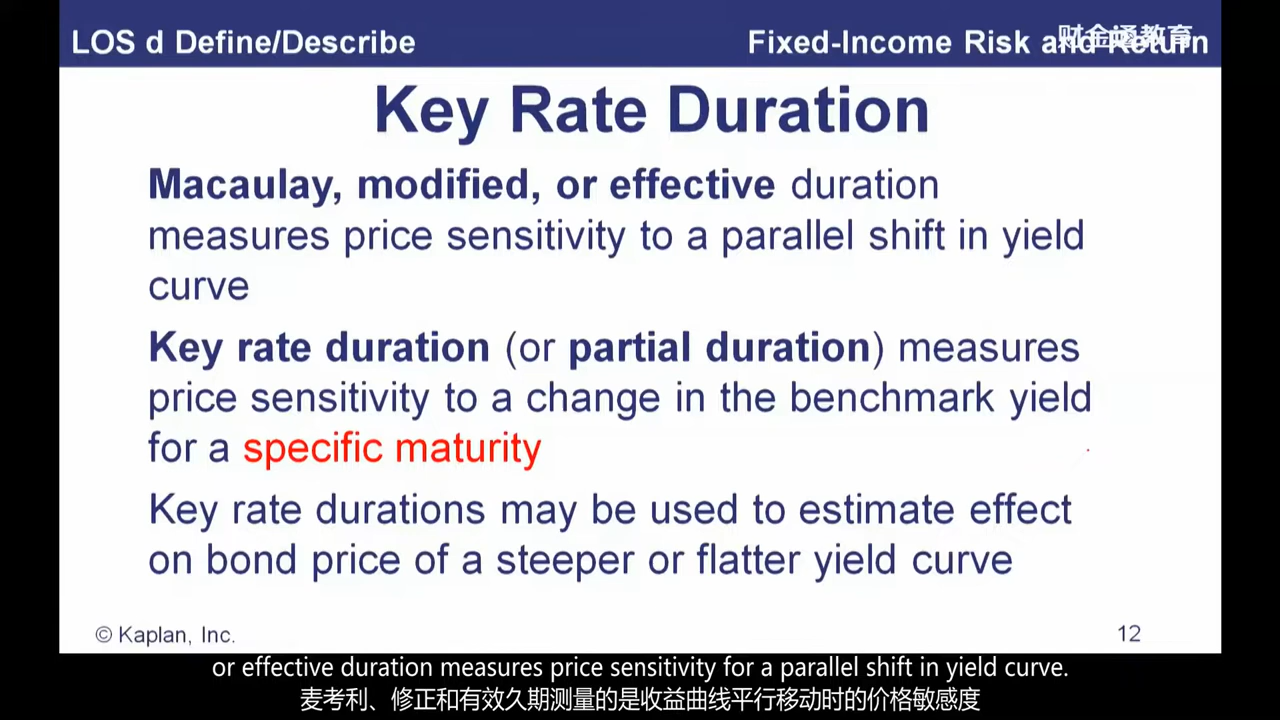 LOS d Define/Describe
Fixed-Income Risk and Return
财金通教育
Key Rate Duration
Macaulay, modified, or effective duration
measures price sensitivity to a parallel shift in yield
curve
Key rate duration (or partial duration) measures
price sensitivity to a change in the benchmark yield
for a specific maturity
Key rate durations may be used to estimate effect
on bond price of a steeper or flatter yield curve
© Kaplan, Inc.
12
or effective duration measures price sensitivity for a parallel shift in yield curve.
麦考利、修正和有效久期测量的是收益曲线平行移动时的价格敏感度